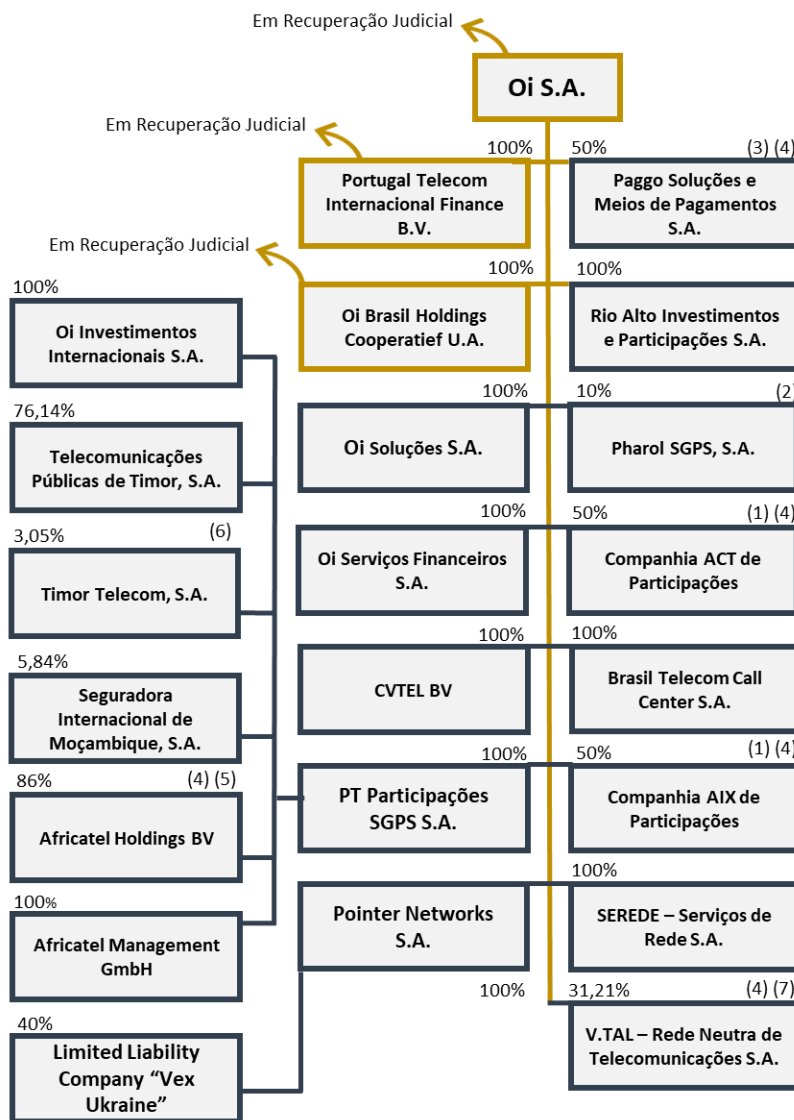 Em Recuperação Judicial
Oi S.A.
Em Recuperação Judicial
100%
Portugal Telecom
Internacional Finance
B.V.
50%
(3) (4)
Paggo Soluções e
Meios de Pagamentos
S.A.
Em Recuperação Judicial
100%
Oi Brasil Holdings
Cooperatief U.A.
100%
Rio Alto Investimentos
e Participações S.A.
100%
Oi Investimentos
Internacionais S.A.
100%
Oi Soluções S.A.
10%
(2)
Pharol SGPS, S.A.
76,14%
Telecomunicações
Públicas de Timor, S.A.
100%
Oi Serviços Financeiros
S.A.
50%
(1) (4)
Companhia ACT de
Participações
3,05%
(6)
Timor Telecom, S.A.
100%
CVTEL BV
100%
Brasil Telecom Call
Center S.A.
5,84%
Seguradora
Internacional de
Moçambique, S.A.
100%
PT Participações
SGPS S.A.
50%
(1) (4)
Companhia AIX de
Participações
86%
(4) (5)
Africatel Holdings BV
Pointer Networks
S.A.
100%
100%
SEREDE – Serviços de
Rede S.A.
100%
Africatel Management
GmbH
31,21%
(4) (7)
V.TAL – Rede Neutra de
Telecomunicações S.A.
40%
Limited Liability
Company “Vex
Ukraine”